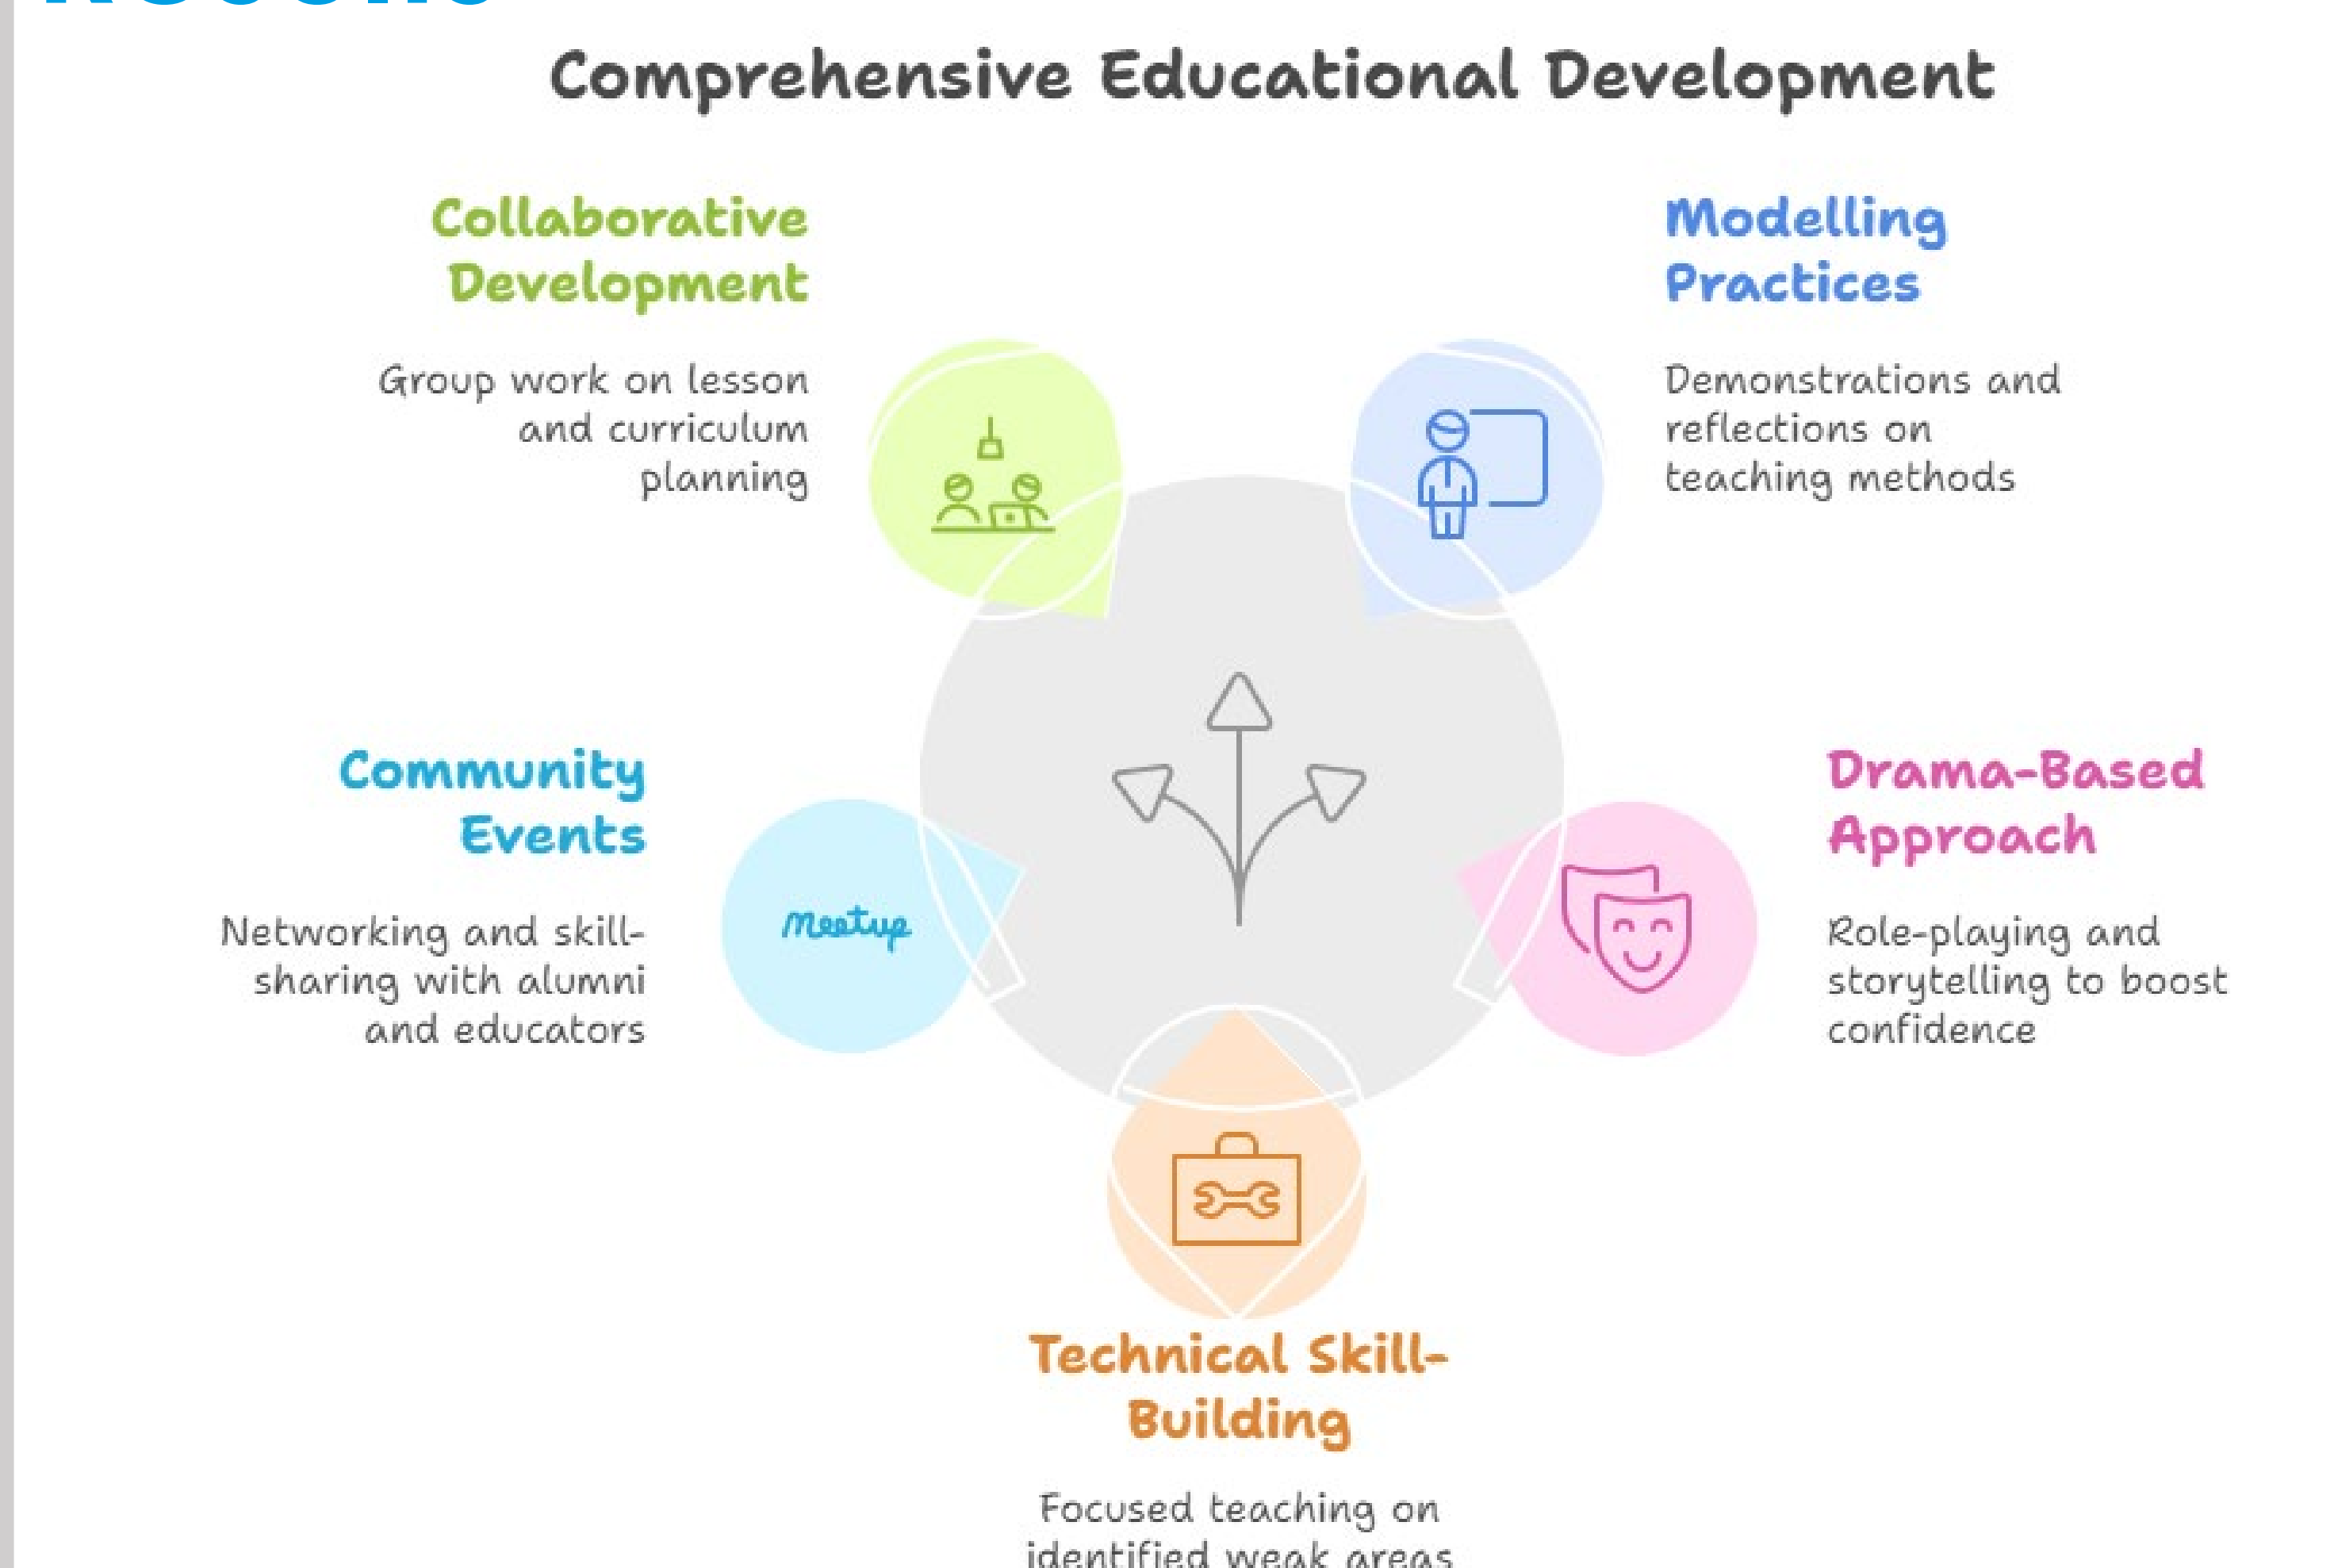 Comprehensive Educational Development
Collaborative
Development
Group work on lesson
and curriculum
planning
Modelling
Practices
Demonstrations and
reflections on
teaching methods
Community
Events
Networking and skill-
sharing with alumni
and educators
meetup
Drama-Based
Approach
Role-playing and
storytelling to boost
confidence
Technical Skill-
Building
Focused teaching on
identified weak areas